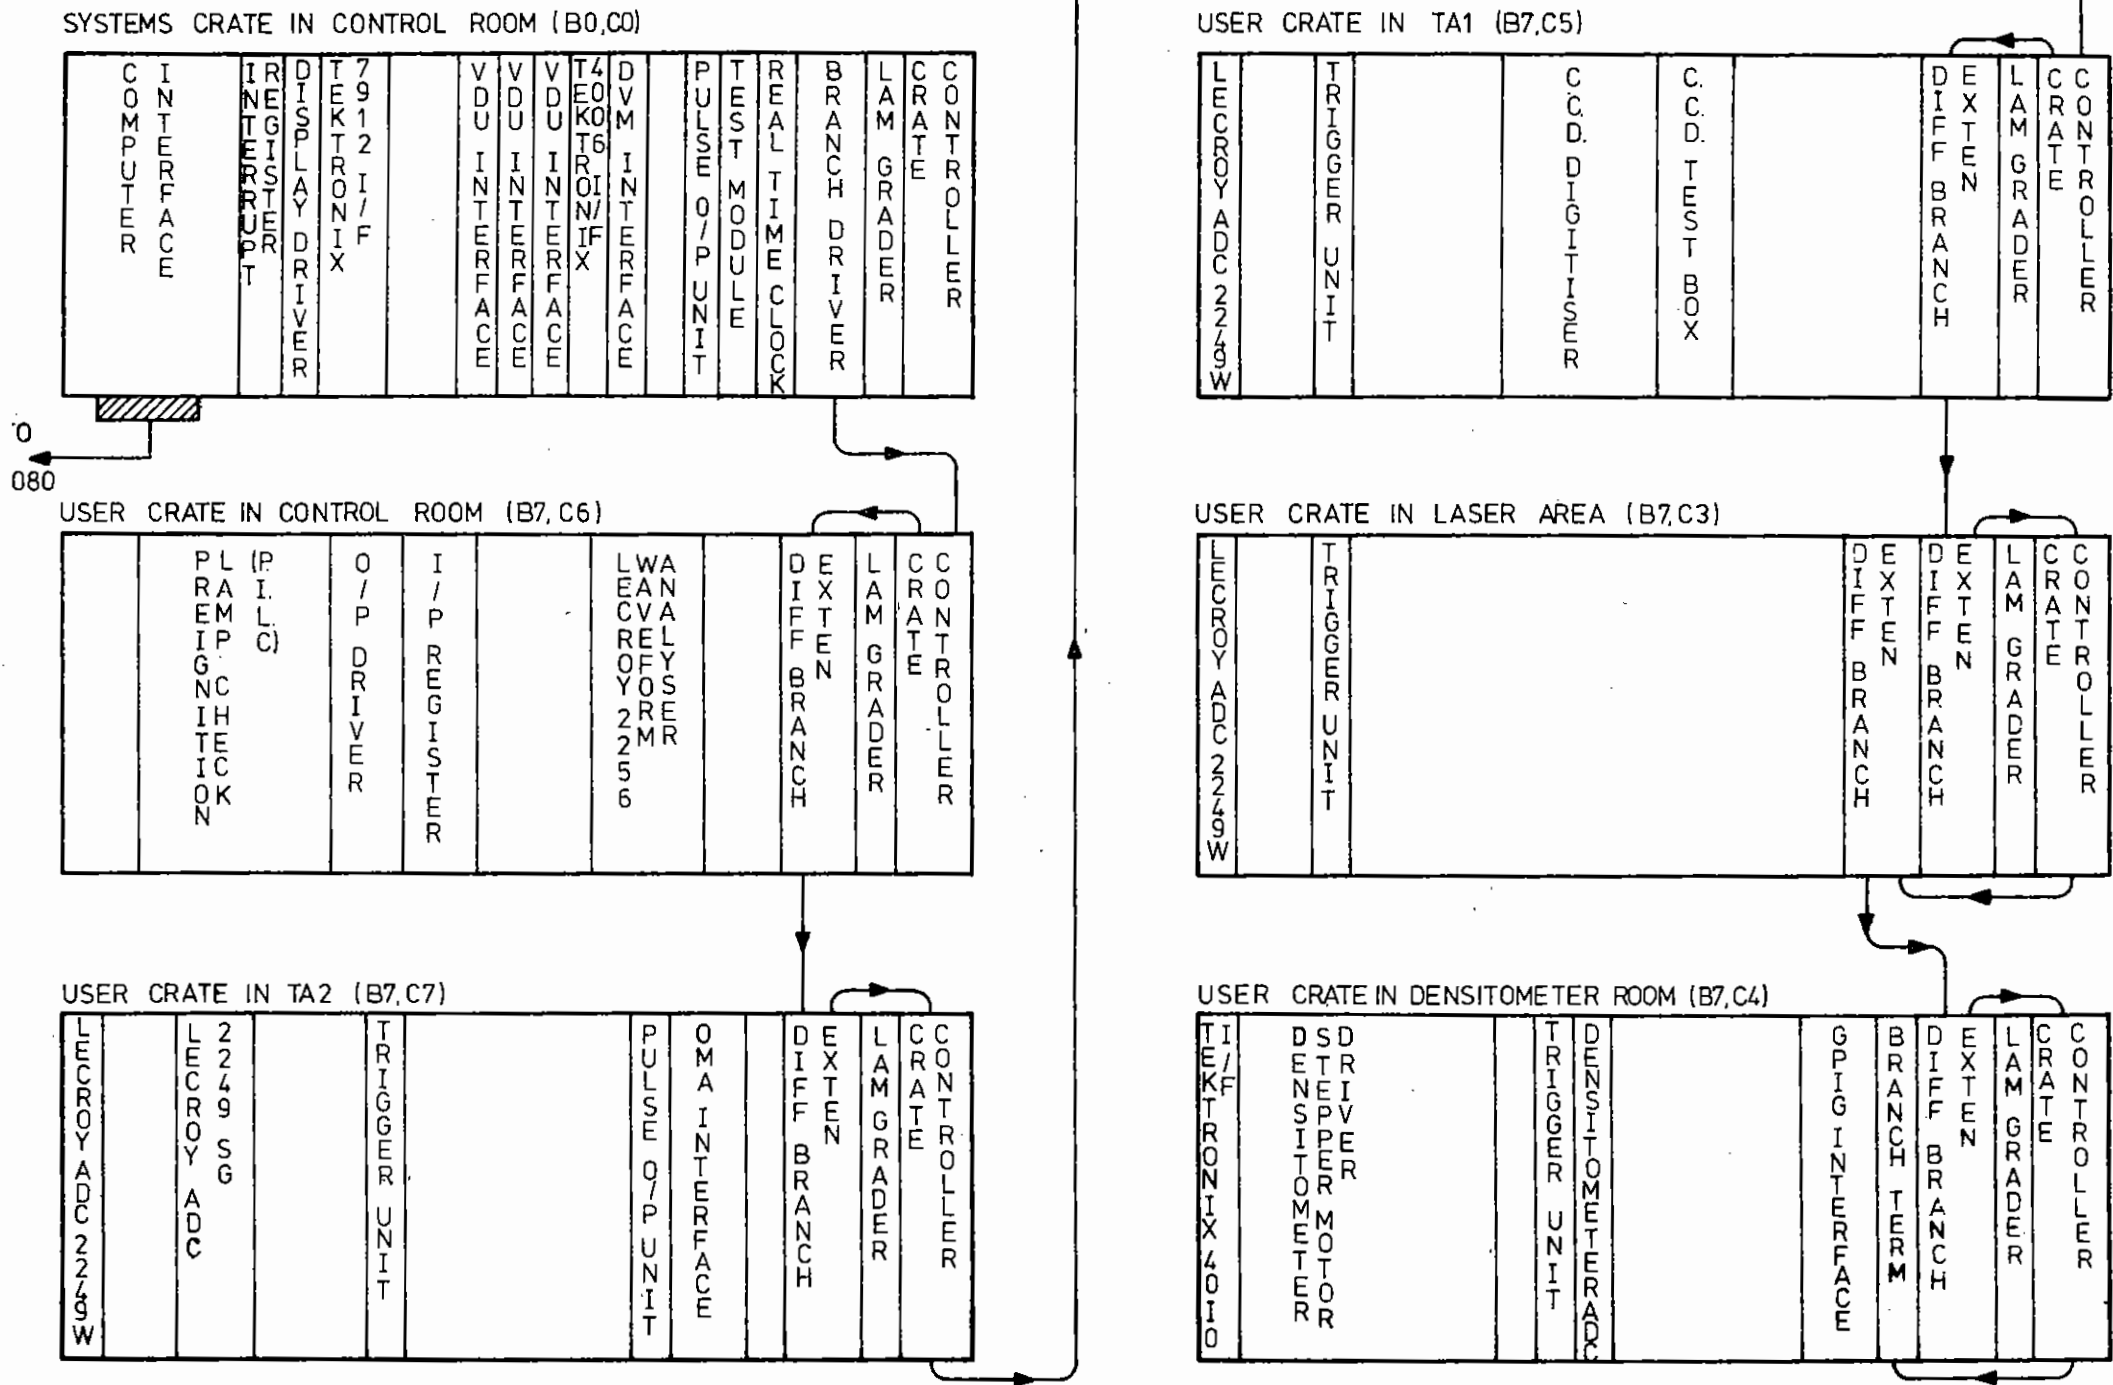 SYSTEMS CRATE IN CONTROL ROOM (B0,C0)
COMPUTER
INTERFACE
INTERRUPT
REGISTER
DISPLAY DRIVER
TEKTRONIX
7912 I/F
VDU INTERFACE
VDU INTERFACE
VDU INTERFACE
TEKTRONIX
4006 I/F
DVM INTERFACE
PULSE O/P UNIT
TEST MODULE
REAL TIME CLOCK
BRANCH DRIVER
LAM GRADER
CRATE
CONTROLLER
0
080
USER CRATE IN CONTROL ROOM (B7,C6)
PREIGNITION
LAMP CHECK
(P.I.L.C)
O/P DRIVER
I/P REGISTER
LECROY 2256
WAVEFORM
ANALYSER
DIFF BRANCH
EXTEN
LAM GRADER
CRATE
CONTROLLER
USER CRATE IN TA2 (B7,C7)
LECROY ADC 2249W
LECROY ADC
2249 SG
TRIGGER UNIT
PULSE O/P UNIT
OMA INTERFACE
DIFF BRANCH
EXTEN
LAM GRADER
CRATE
CONTROLLER
USER CRATE IN TA1 (B7,C5)
LECROY ADC 2249W
TRIGGER UNIT
C.C.D. DIGITISER
C.C.D. TEST BOX
DIFF BRANCH
EXTEN
LAM GRADER
CRATE
CONTROLLER
USER CRATE IN LASER AREA (B7,C3)
LECROY ADC 2249W
TRIGGER UNIT
DIFF BRANCH
EXTEN
DIFF BRANCH
EXTEN
LAM GRADER
CRATE
CONTROLLER
USER CRATE IN DENSITOMETER ROOM (B7,C4)
TEKTRONIX 4010
I/F
DENSITOMETER
STEPPER MOTOR
DRIVER
TRIGGER UNIT
DENSITOMETER ADC
GPIG INTERFACE
BRANCH TERM
DIFF BRANCH
EXTEN
LAM GRADER
CRATE
CONTROLLER